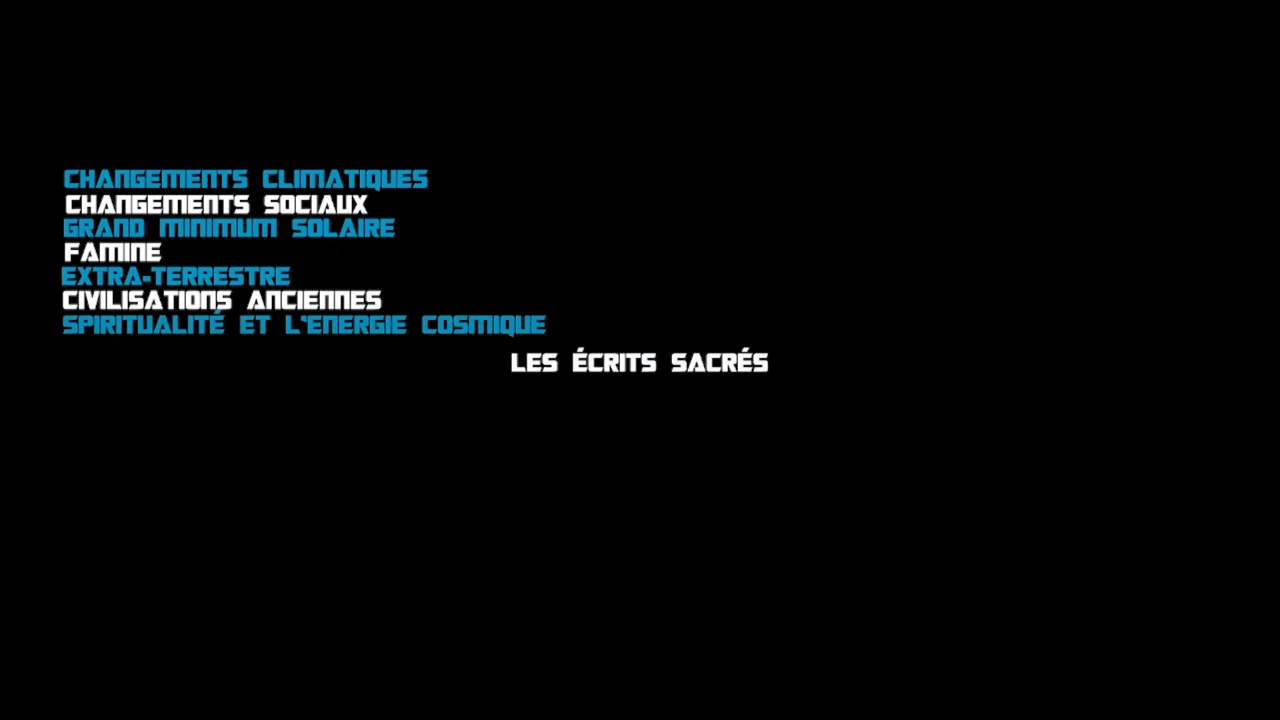 CHANGEMENTS CLIMATIQUES
CHANGEMENTS SOCIAUX
GRAND MINIMUM SOLAIRE
FAMINE
EXTRA-TERRESTRE
CIVILISATIONS ANCIENNES
SPIRITUALITÉ ET L'ENERGIE COSMIQUE
LES ÉCRITS SACRÉS